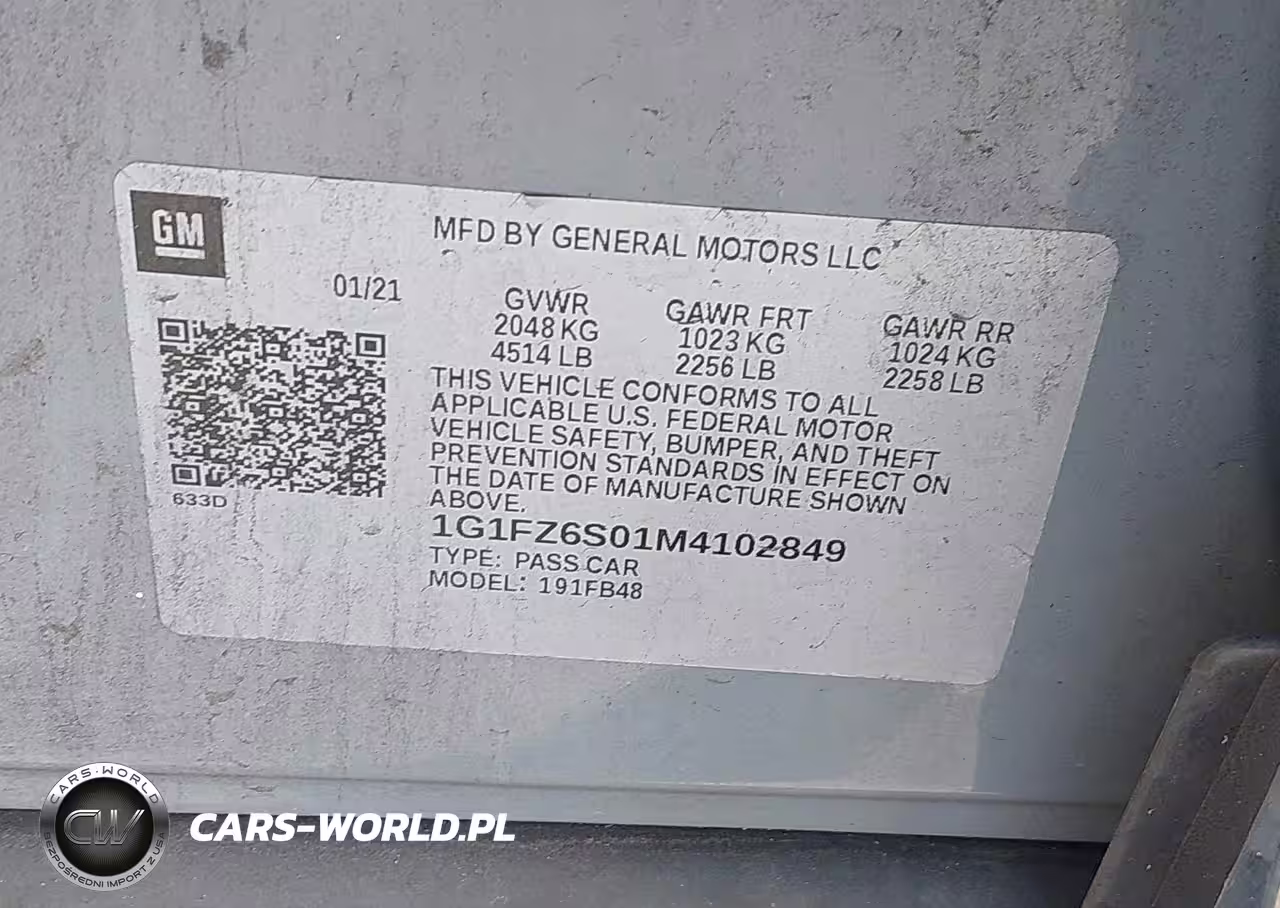 GM
MFD BY GENERAL MOTORS LLC
01/21
GVWR
2048 KG
4514 LB
GAWR FRT
1023 KG
2256 LB
GAWR RR
1024 KG
2258 LB
THIS VEHICLE CONFORMS TO ALL
APPLICABLE U.S. FEDERAL MOTOR
VEHICLE SAFETY, BUMPER, AND THEFT
PREVENTION STANDARDS IN EFFECT ON
THE DATE OF MANUFACTURE SHOWN
ABOVE.
633D
1G1FZ6S01M4102849
TYPE: PASS CAR
MODEL: 191FB48
CARS-WORLD
CW
BEZPOŚREDNI IMPORT Z USA
CARS-WORLD.PL